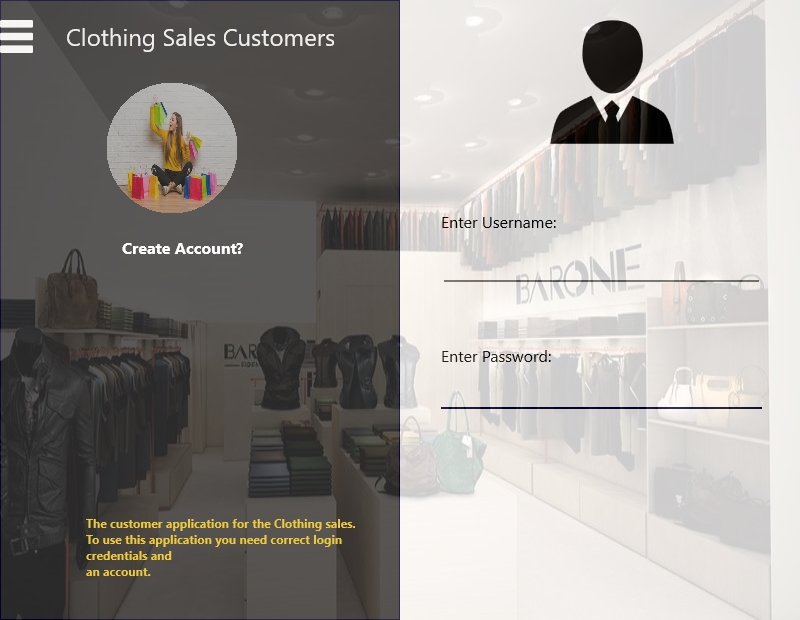 Clothing Sales Customers
Create Account?
BAR
The customer application for the Clothing sales.
To use this application you need correct login
credentials and
an account.
Enter Username:
BARONE
Enter Password: